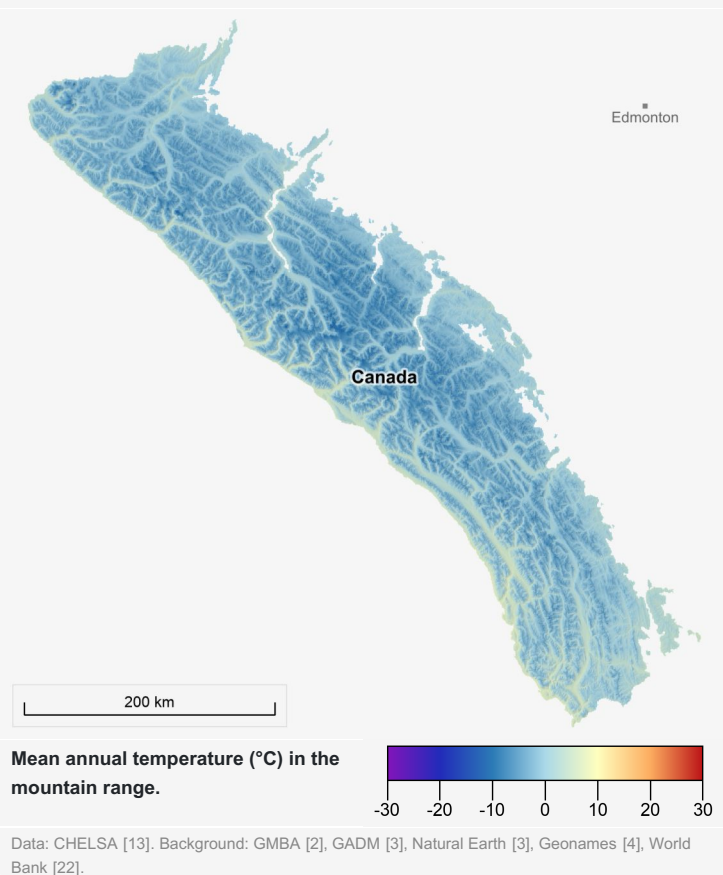 Edmonton
Canada
200 km
Mean annual temperature (°C) in the
mountain range.
-30 -20 -10 0 10 20 30
Data: CHELSA [13]. Background: GMBA [2], GADM [3], Natural Earth [3], Geonames [4], World
Bank [22].